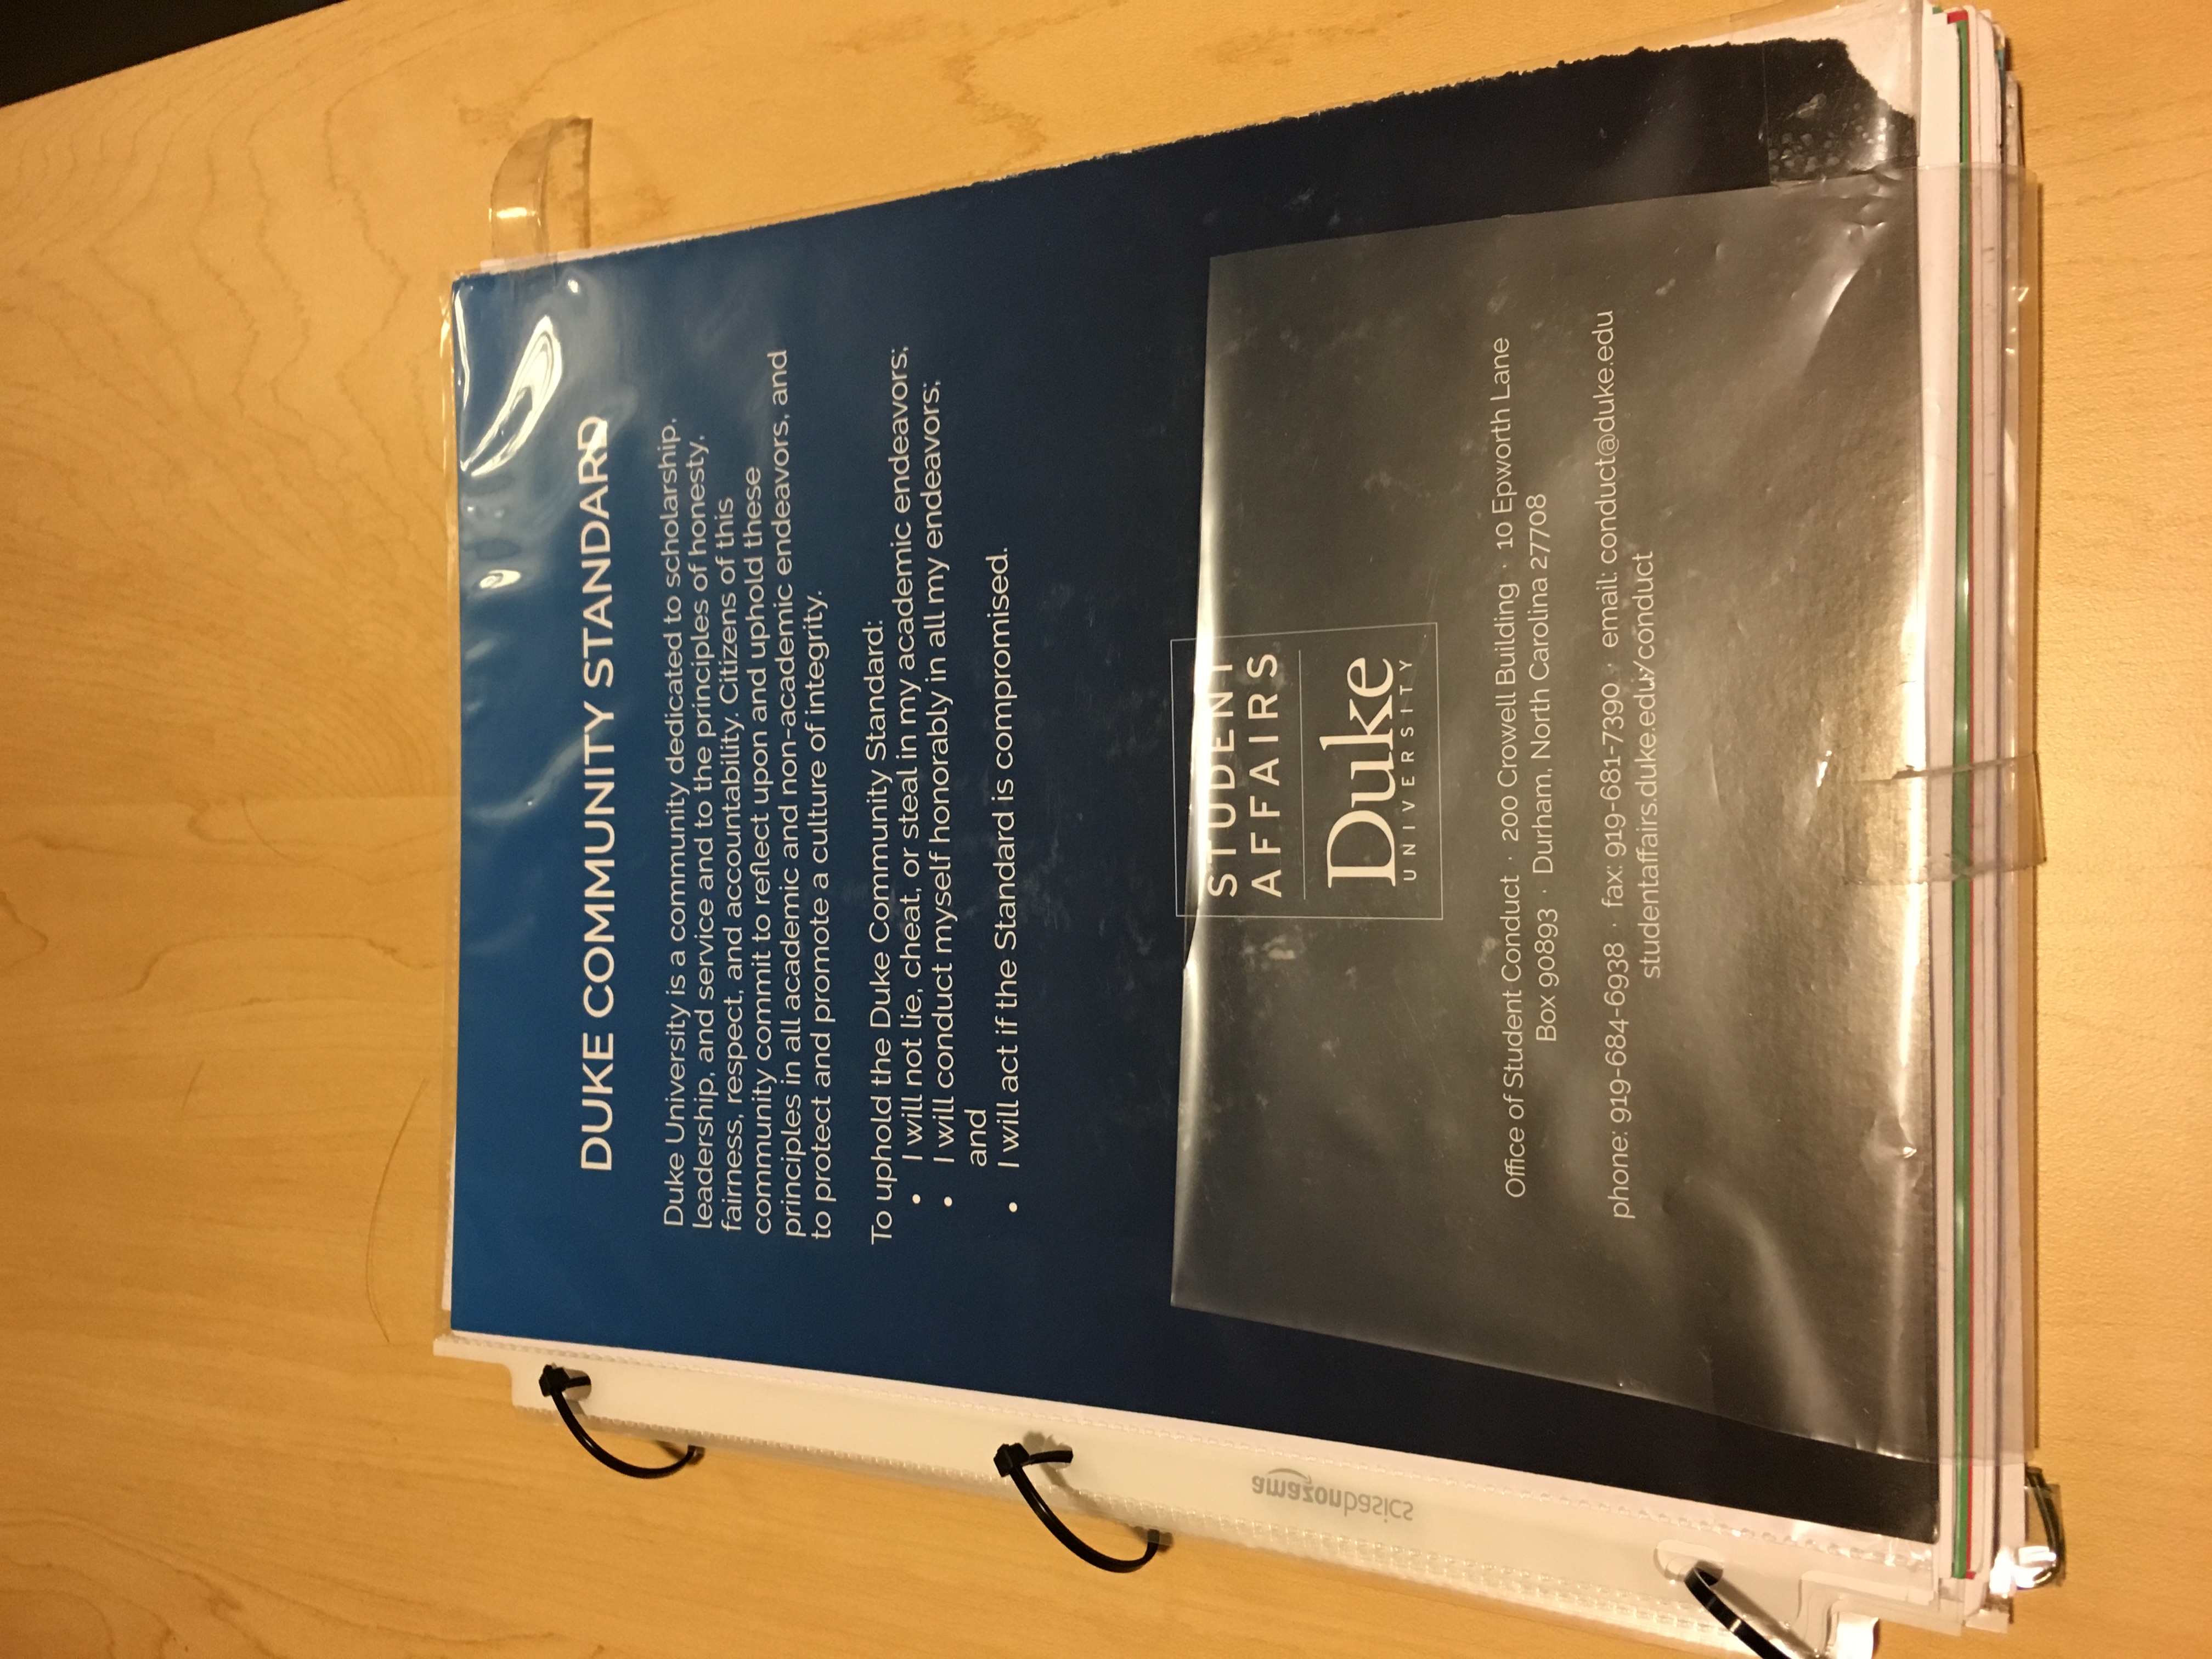 DUKE COMMUNITY STANDARD
Duke University is a community dedicated to scholarship,
leadership, and service and to the principles of honesty,
fairness, respect, and accountability. Citizens of this
community commit to reflect upon and uphold these
principles in all academic and non-academic endeavors, and
to protect and promote a culture of integrity.
To uphold the Duke Community Standard:
• I will not lie, cheat, or steal in my academic endeavors;
• I will conduct myself honorably in all my endeavors;
and
• I will act if the Standard is compromised.
STUDENT
AFFAIRS
Duke
UNIVERSITY
Office of Student Conduct · 200 Crowell Building · 10 Epworth Lane
Box 90893 · Durham, North Carolina 27708
phone: 919-684-6938 · fax: 919-681-7390 · email: conduct@duke.edu
studentaffairs.duke.edu/conduct
amazonbasics